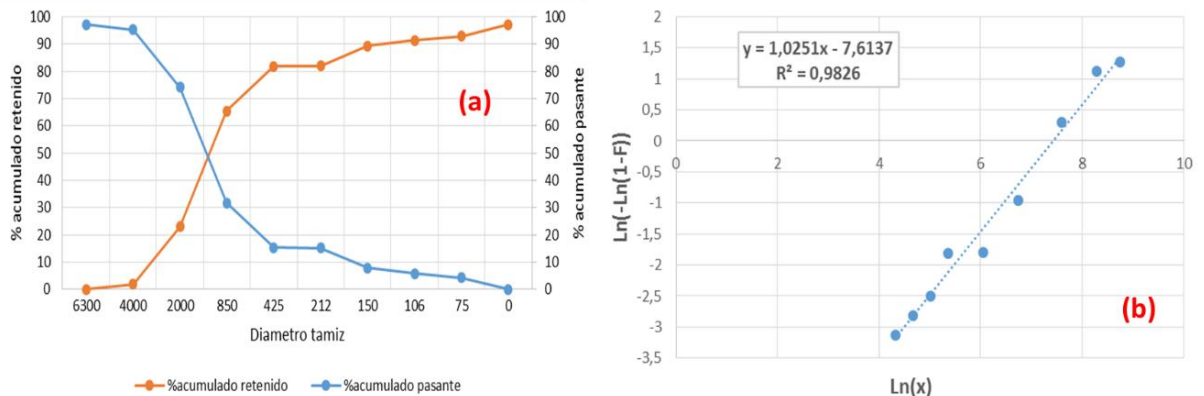 100
90
80
70
60
50
40
30
20
10
0
% acumulado retenido
6300 4000 2000 850 425 212 150 106 75 0
Diametro tamiz
100
90
80
70
60
50
40
30
20
10
0
% acumulado pasante
(a)
%acumulado retenido %acumulado pasante
2
1,5
1
0,5
0
-0,5
-1
-1,5
-2
-2,5
-3
-3,5
Ln(-Ln(1-F))
y = 1,0251x - 7,6137
R² = 0,9826
0 2 4 6 8 10
(b)
Ln(x)